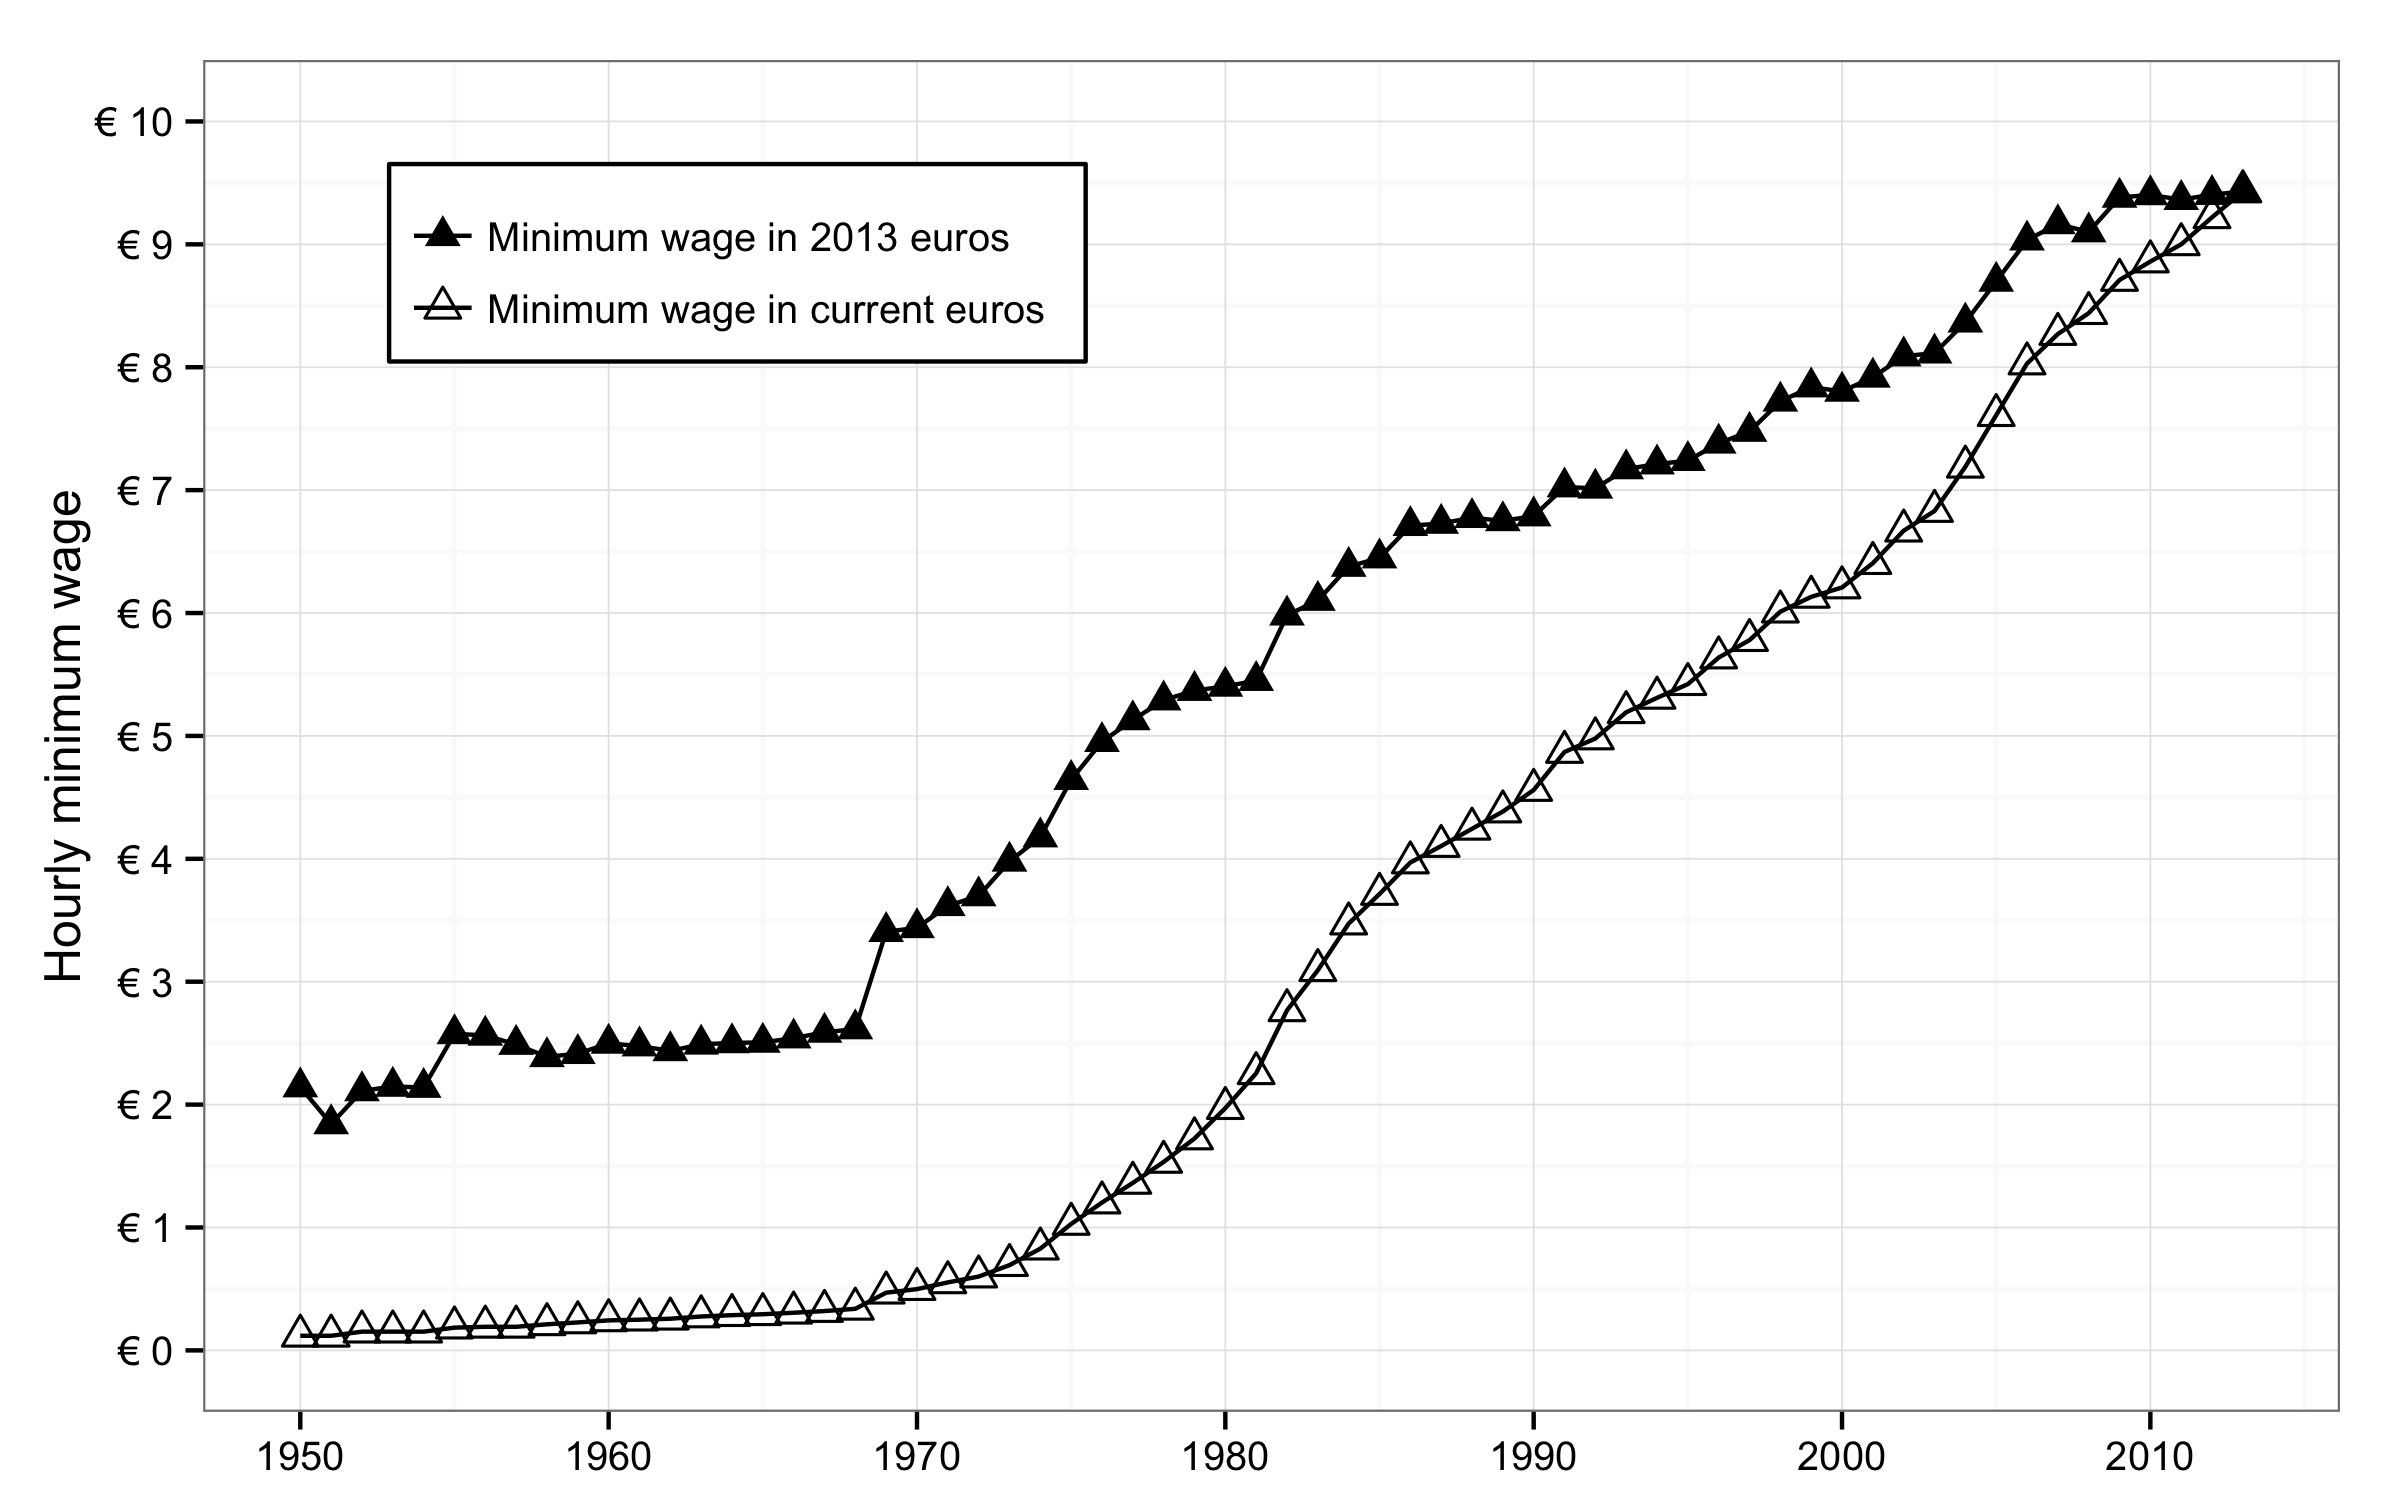 € 10
€ 9
€ 8
€ 7
€ 6
€ 5
€ 4
€ 3
€ 2
€ 1
€ 0
Hourly minimum wage
Minimum wage in 2013 euros
Minimum wage in current euros
1950 1960 1970 1980 1990 2000 2010